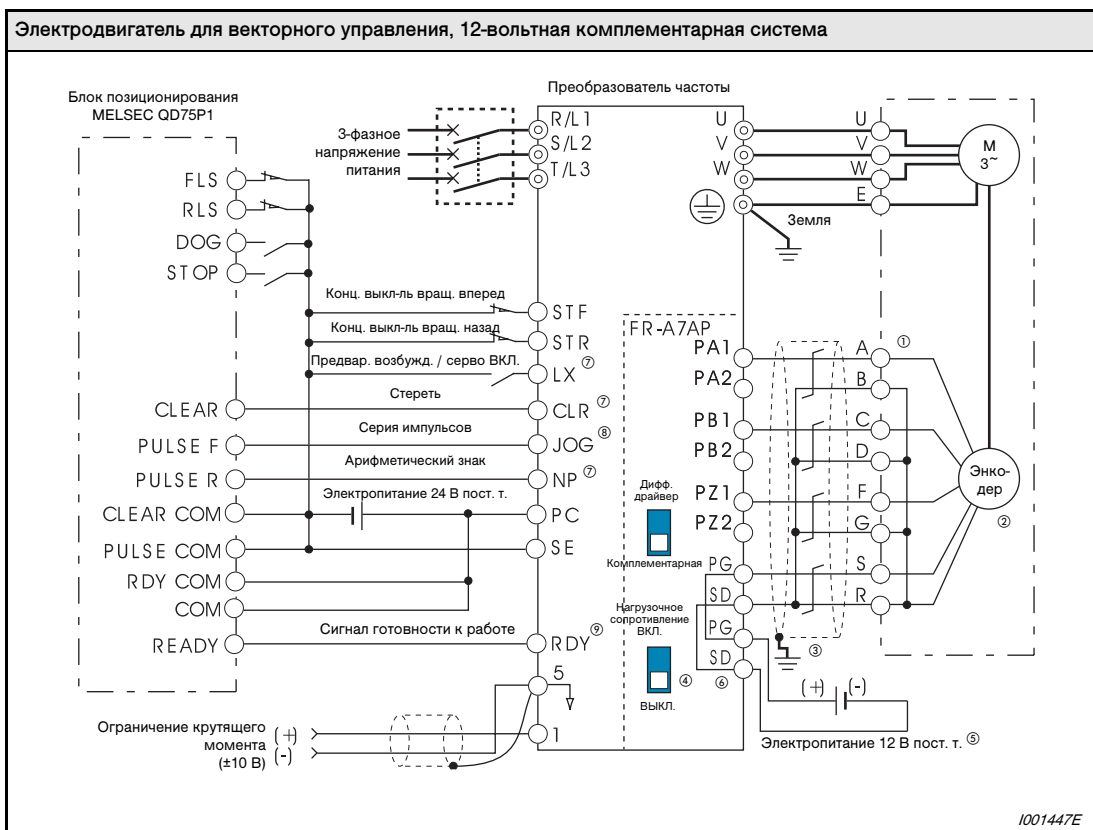 Электродвигатель для векторного управления, 12-вольтная комплементарная система
Преобразователь частоты
Блок позиционирования
MELSEC QD75P1
3-фазное
напряжение
питания
R/L1
S/L2
T/L3
U
V
W
U
V
W
E
M
3~
Земля
FLS
RLS
DOG
STOP
Конц. выкл-ль вращ. вперед
STF
Конц. выкл-ль вращ. назад
STR
Предвар. возбужд. / серво ВКЛ.
LX ⑦
CLEAR
Стереть
CLR ⑦
PULSE F
Серия импульсов
JOG ⑧
PULSE R
Арифметический знак
NP ⑦
CLEAR COM
Электропитание 24 В пост. т.
PC
PULSE COM
SE
RDY COM
COM
READY
Сигнал готовности к работе
RDY ⑨
5
1
Ограничение крутящего
момента
(±10 В)
(+)
(-)
FR-A7AP
PA1
PA2
PB1
PB2
PZ1
PZ2
PG
SD
PG
SD
Дифф.
драйвер
Комплементарная
Нагрузочное
сопротивление
ВКЛ.
④
ВЫКЛ.
⑥
A ①
B
C
D
F
G
S
R
③
Энко-
дер
②
(+)
(-)
Электропитание 12 В пост. т. ⑤
I001447E